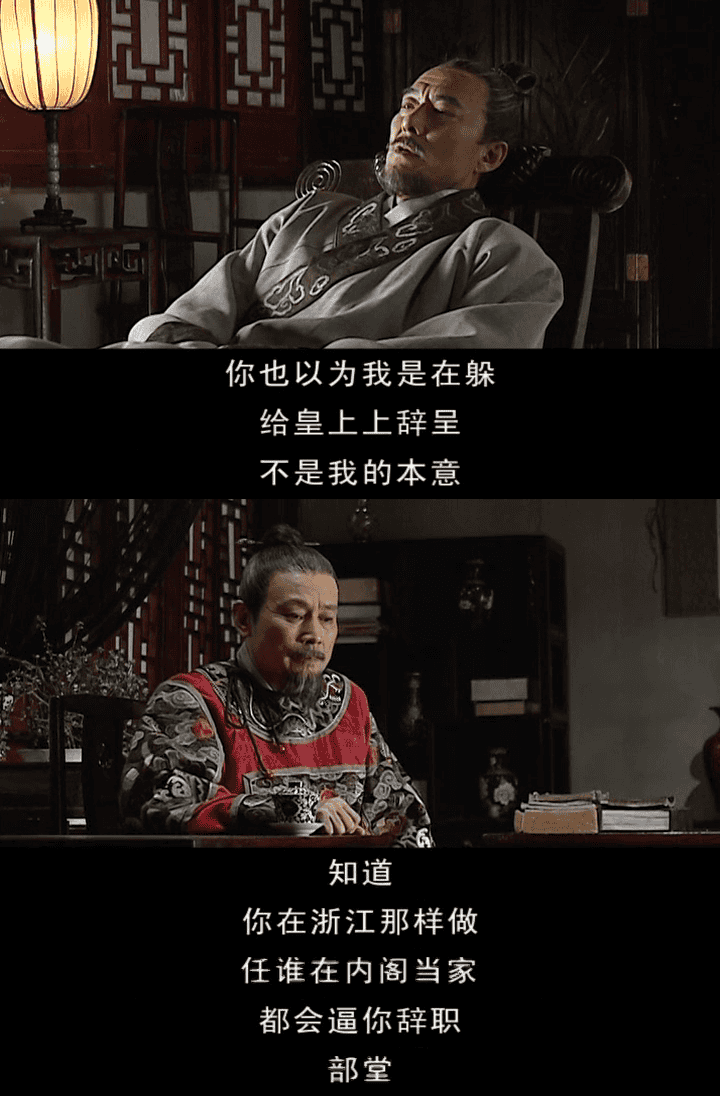 你也以为我是在躲
给皇上上辞呈
不是我的本意
知道
你在浙江那样做
任谁在内阁当家
都会逼你辞职
部堂